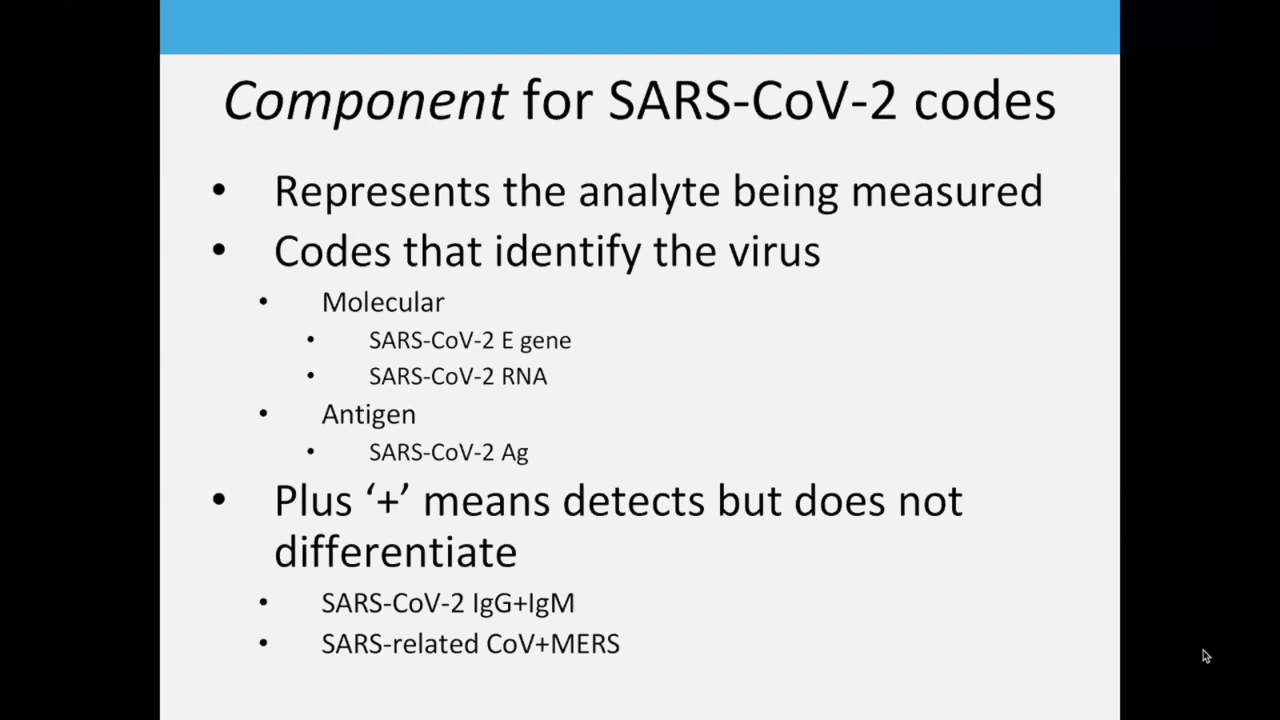 Component for SARS-CoV-2 codes
• Represents the analyte being measured
• Codes that identify the virus
• Molecular
• SARS-CoV-2 E gene
• SARS-CoV-2 RNA
• Antigen
• SARS-CoV-2 Ag
• Plus ‘+’ means detects but does not
differentiate
• SARS-CoV-2 IgG+IgM
• SARS-related CoV+MERS